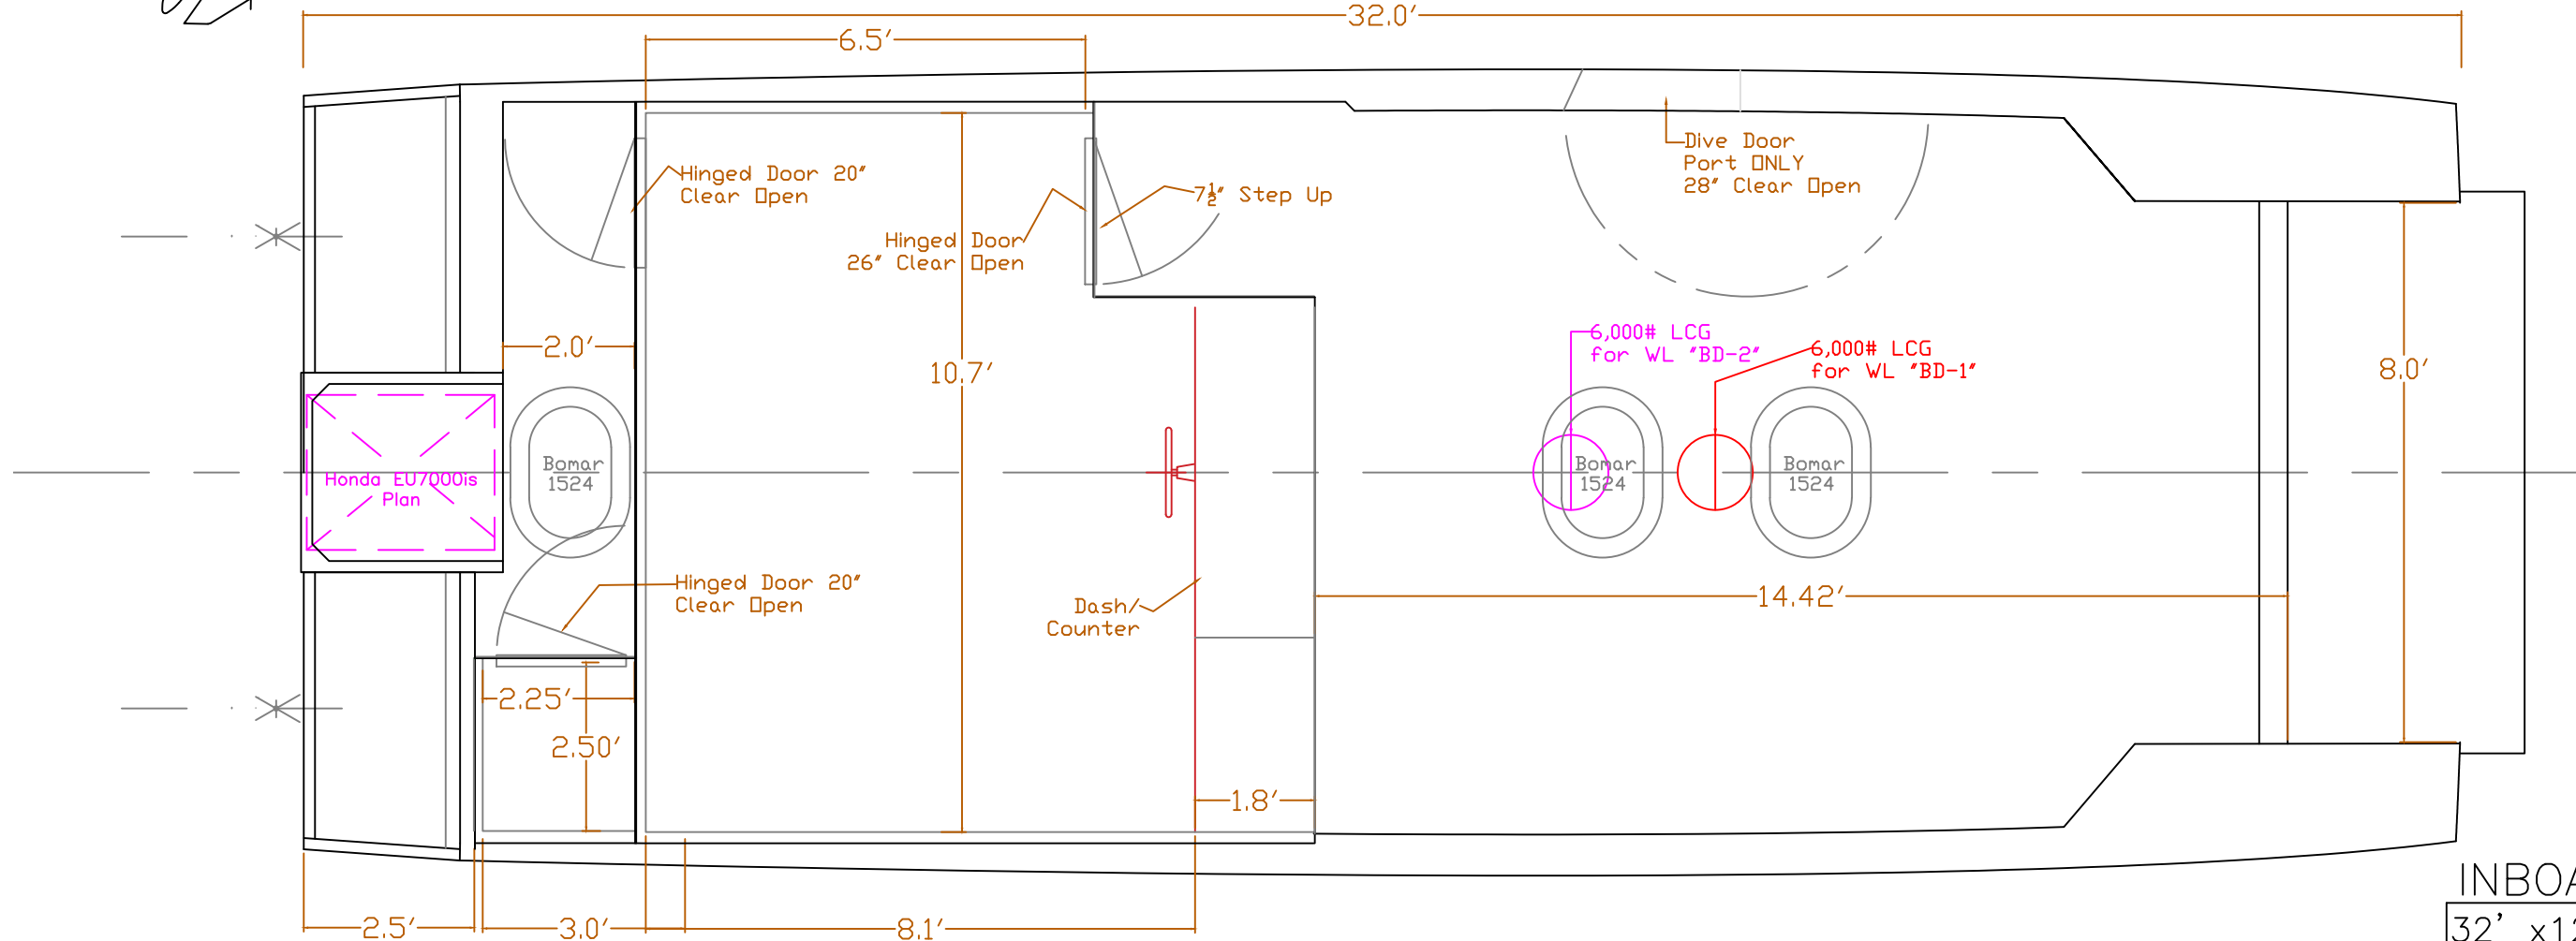 32.0'
6.5'
Hinged Door 20"
Clear Open
Hinged Door
26" Clear Open
7½" Step Up
Dive Door
Port ONLY
28" Clear Open
2.0'
10.7'
6,000# LCG
for WL "BD-2"
6,000# LCG
for WL "BD-1"
8.0'
Honda EU7000is
Plan
Bomar
1524
Bomar
1524
Bomar
1524
Hinged Door 20"
Clear Open
Dash/
Counter
14.42'
2.25'
2.50'
1.8'
2.5'
3.0'
8.1'
INBOA
32' x12